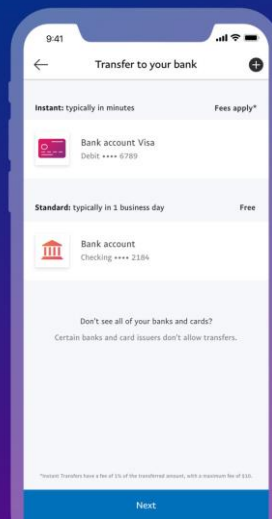 9:41
Transfer to your bank
Instant: typically in minutes Fees apply*
Bank account Visa
Debit •••• 6789
Standard: typically in 1 business day Free
Bank account
Checking •••• 2184
Don't see all of your banks and cards?
Certain banks and card issuers don't allow transfers.
*Instant Transfers have a fee of 1% of the transferred amount, with a maximum fee of $10.
Next